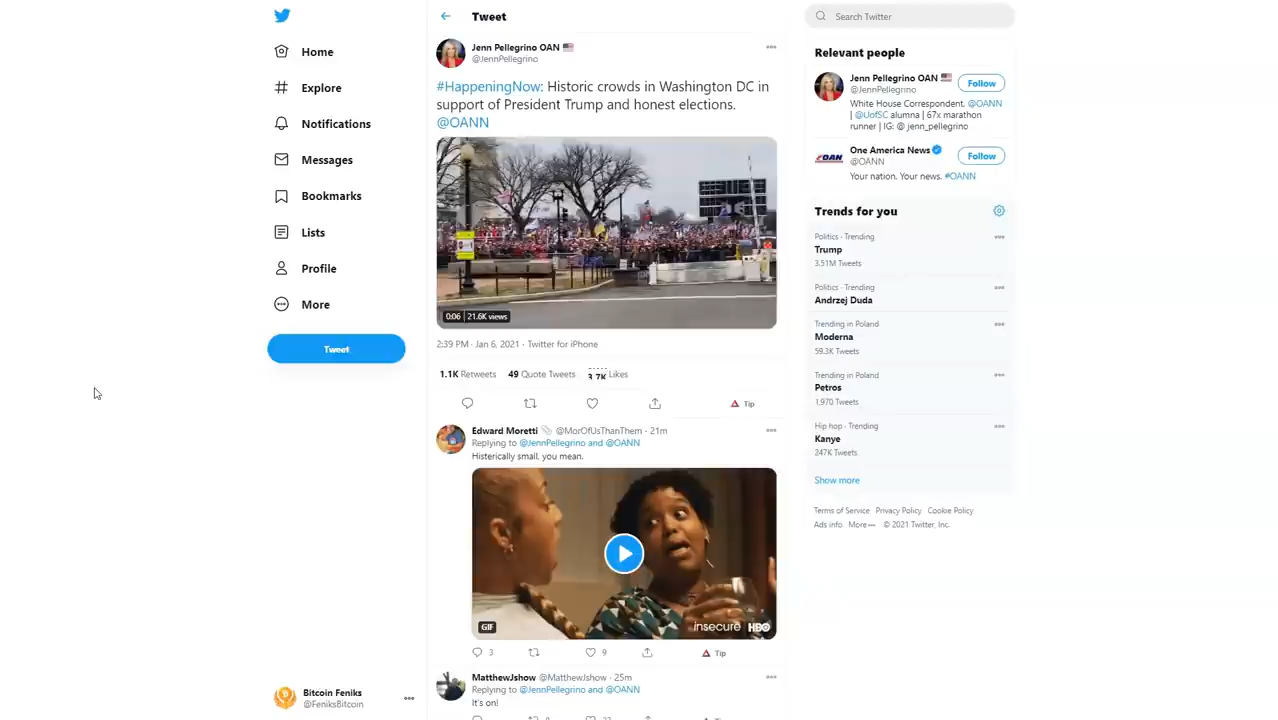 Tweet
Search Twitter
Home
Explore
Notifications
Messages
Bookmarks
Lists
Profile
More
Tweet
Bitcoin Feniks
@FeniksBitcoin
Jenn Pellegrino OAN
@JennPellegrino
#HappeningNow: Historic crowds in Washington DC in
support of President Trump and honest elections.
@OANN
0:06 21.6K views
2:39 PM · Jan 6, 2021 · Twitter for iPhone
1.1K Retweets 49 Quote Tweets 3.7K Likes
Tip
Edward Moretti @MorOfUsThanThem · 21m
Replying to @JennPellegrino and @OANN
Histerically small, you mean.
insecure HBO
GIF
3 9 Tip
MatthewJshow @MatthewJshow · 25m
Replying to @JennPellegrino and @OANN
It's on!
Relevant people
Jenn Pellegrino OAN
@JennPellegrino
Follow
White House Correspondent, @OANN
| @UofSC alumna | 67x marathon
runner | IG: @ jenn_pellegrino
OAN
One America News
@OANN
Follow
Your nation. Your news. #OANN
Trends for you
Politics · Trending
Trump
3.51M Tweets
Politics · Trending
Andrzej Duda
Trending in Poland
Moderna
59.3K Tweets
Trending in Poland
Petros
1,970 Tweets
Hip hop · Trending
Kanye
247K Tweets
Show more
Terms of Service Privacy Policy Cookie Policy
Ads info More © 2021 Twitter, Inc.